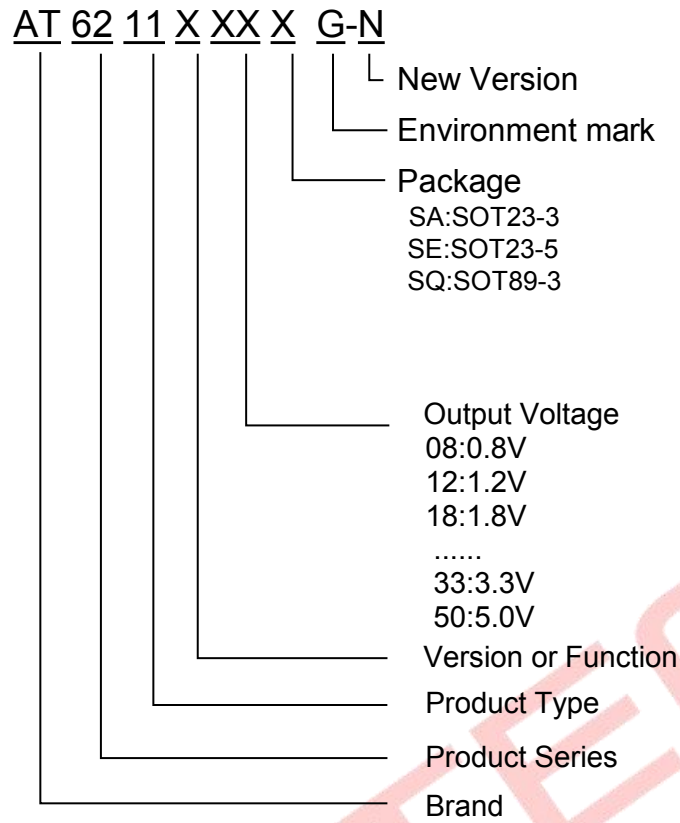 AT 62 11 X XX X G-N
New Version
Environment mark
Package
SA:SOT23-3
SE:SOT23-5
SQ:SOT89-3
Output Voltage
08:0.8V
12:1.2V
18:1.8V
......
33:3.3V
50:5.0V
Version or Function
Product Type
Product Series
Brand